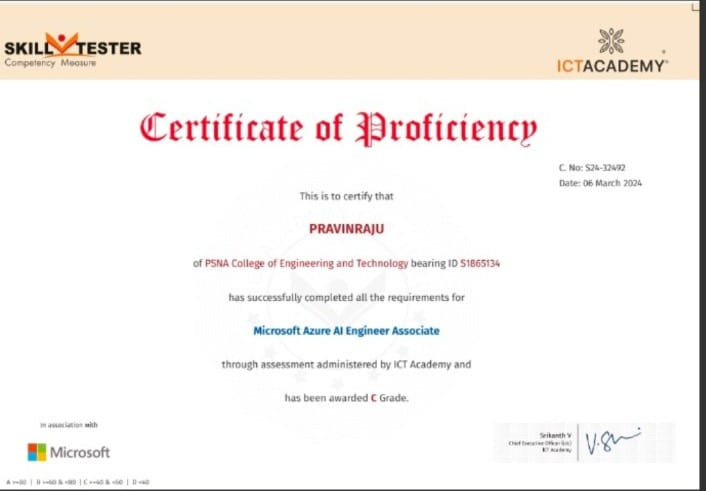 SKILL TESTER
Competency Measure
ICTACADEMY
Certificate of Proficiency
C. No: S24-32492
Date: 06 March 2024
This is to certify that
PRAVINRAJU
of PSNA College of Engineering and Technology bearing ID S1865134
has successfully completed all the requirements for
Microsoft Azure AI Engineer Associate
through assessment administered by ICT Academy and
has been awarded C Grade.
In association with
Microsoft
Srikanth V
Chief Executive Officer (i/c)
ICT Academy
A >=80 | B >=60 & <80 | C >=40 & <60 | D <40